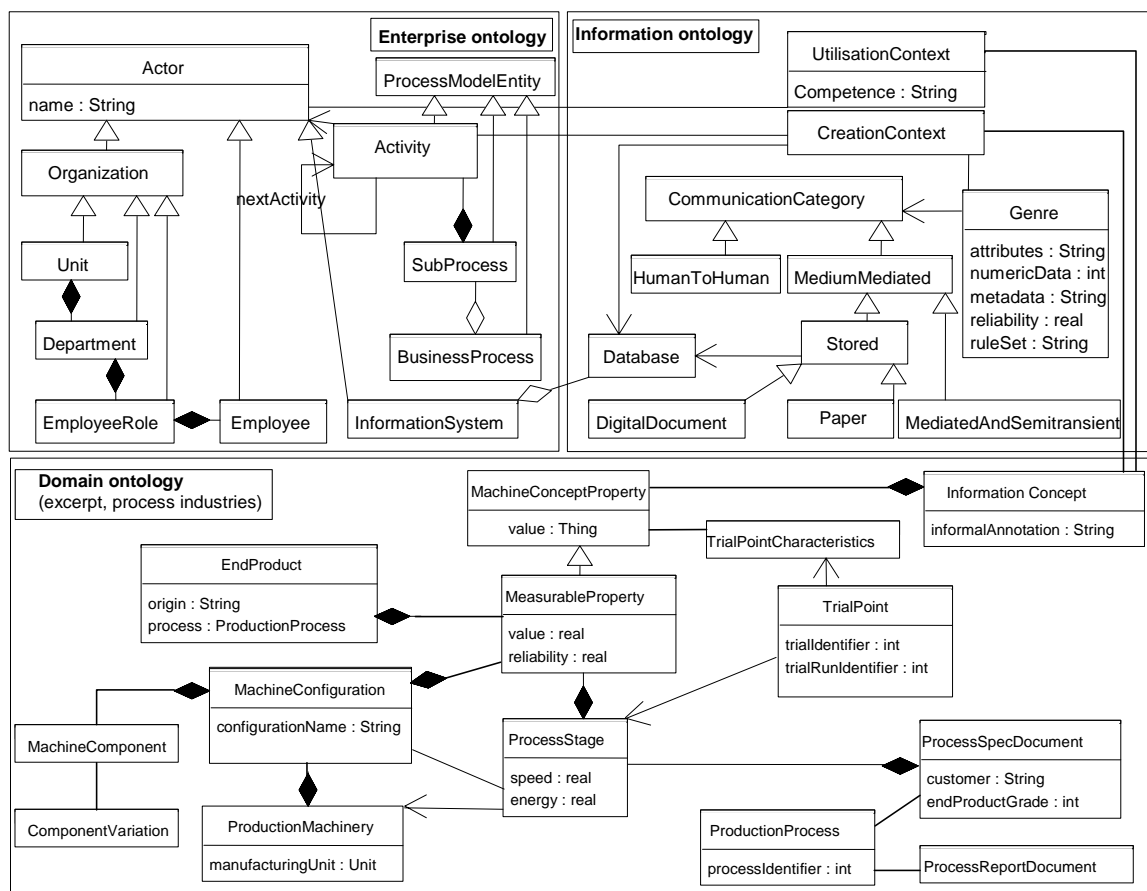 Enterprise ontology
Actor
name : String
ProcessModelEntity
Activity
Organization
nextActivity
Unit
SubProcess
Department
BusinessProcess
EmployeeRole
Employee
InformationSystem
Information ontology
UtilisationContext
Competence : String
CreationContext
CommunicationCategory
Genre
attributes : String
numericData : int
metadata : String
reliability : real
ruleSet : String
HumanToHuman
MediumMediated
Database
Stored
DigitalDocument
Paper
MediatedAndSemitransient
Domain ontology
(excerpt, process industries)
MachineConceptProperty
value : Thing
Information Concept
informalAnnotation : String
TrialPointCharacteristics
EndProduct
origin : String
process : ProductionProcess
MeasurableProperty
value : real
reliability : real
TrialPoint
trialIdentifier : int
trialRunIdentifier : int
MachineConfiguration
configurationName : String
MachineComponent
ProcessStage
speed : real
energy : real
ProcessSpecDocument
customer : String
endProductGrade : int
ComponentVariation
ProductionMachinery
manufacturingUnit : Unit
ProductionProcess
processIdentifier : int
ProcessReportDocument